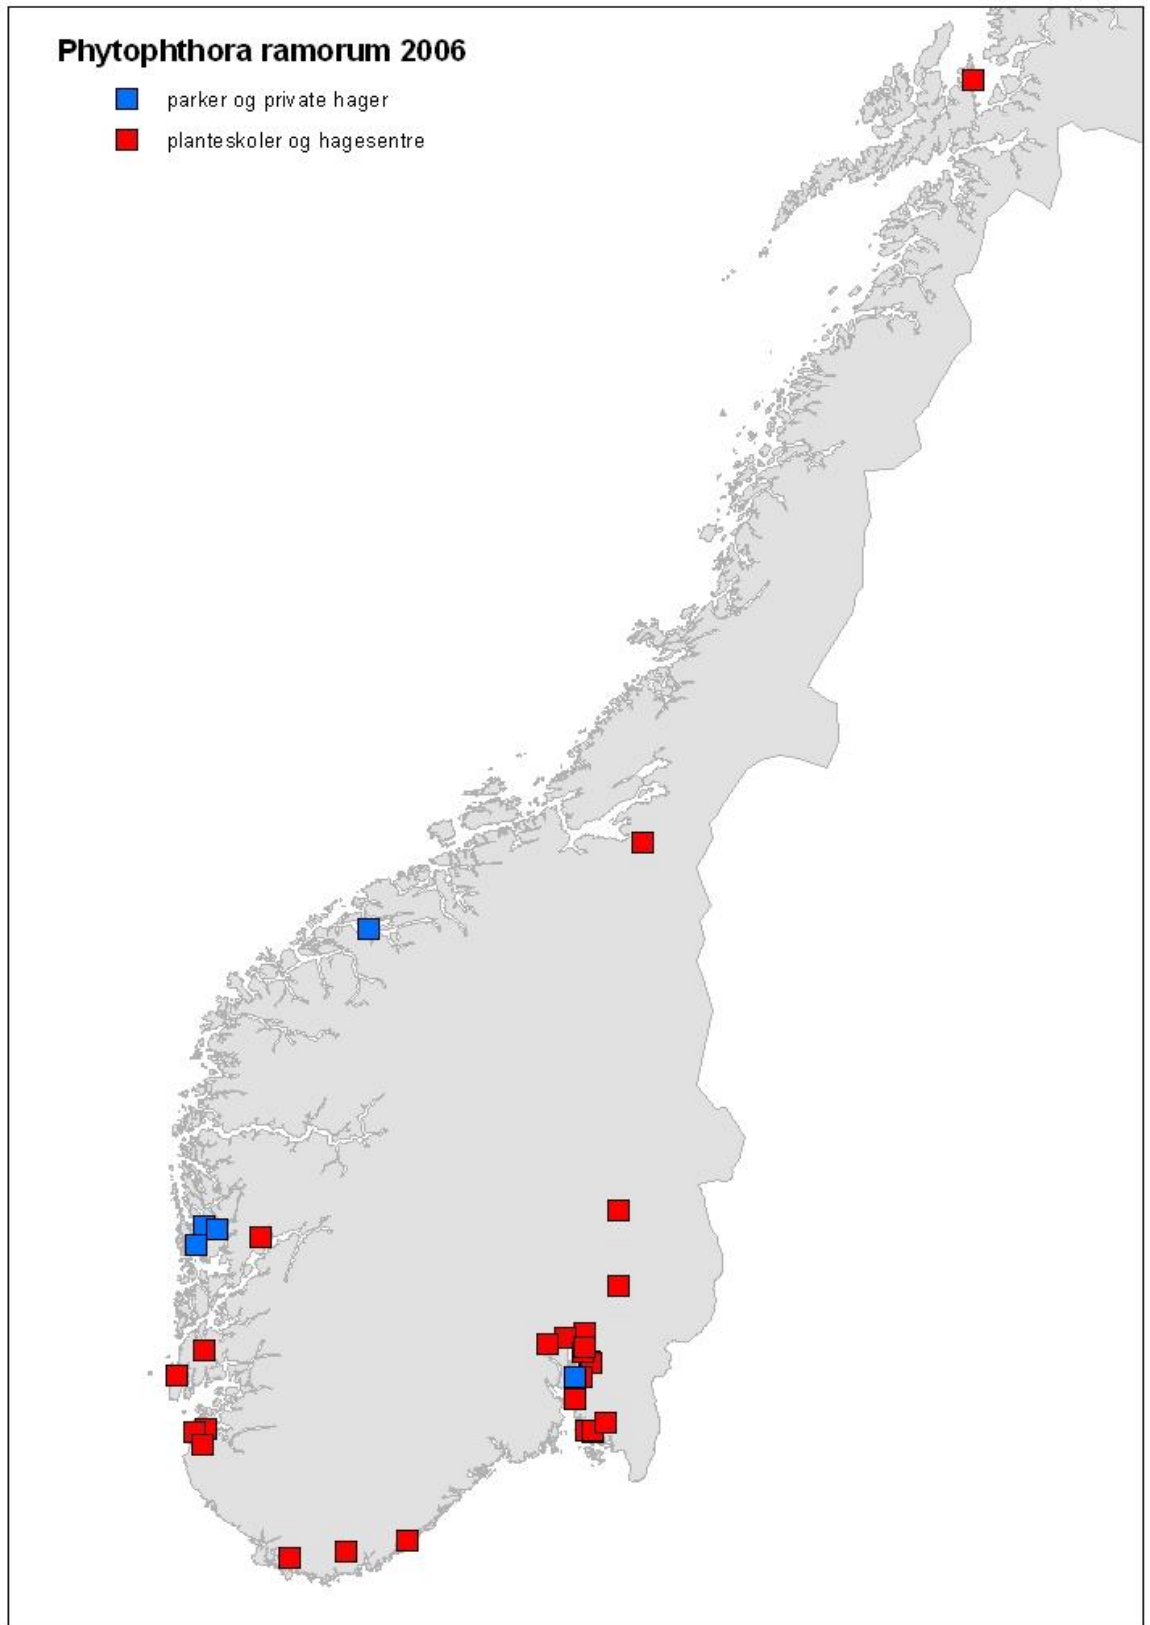 Phytophthora ramorum 2006
parker og private hager
planteskoler og hagesentre